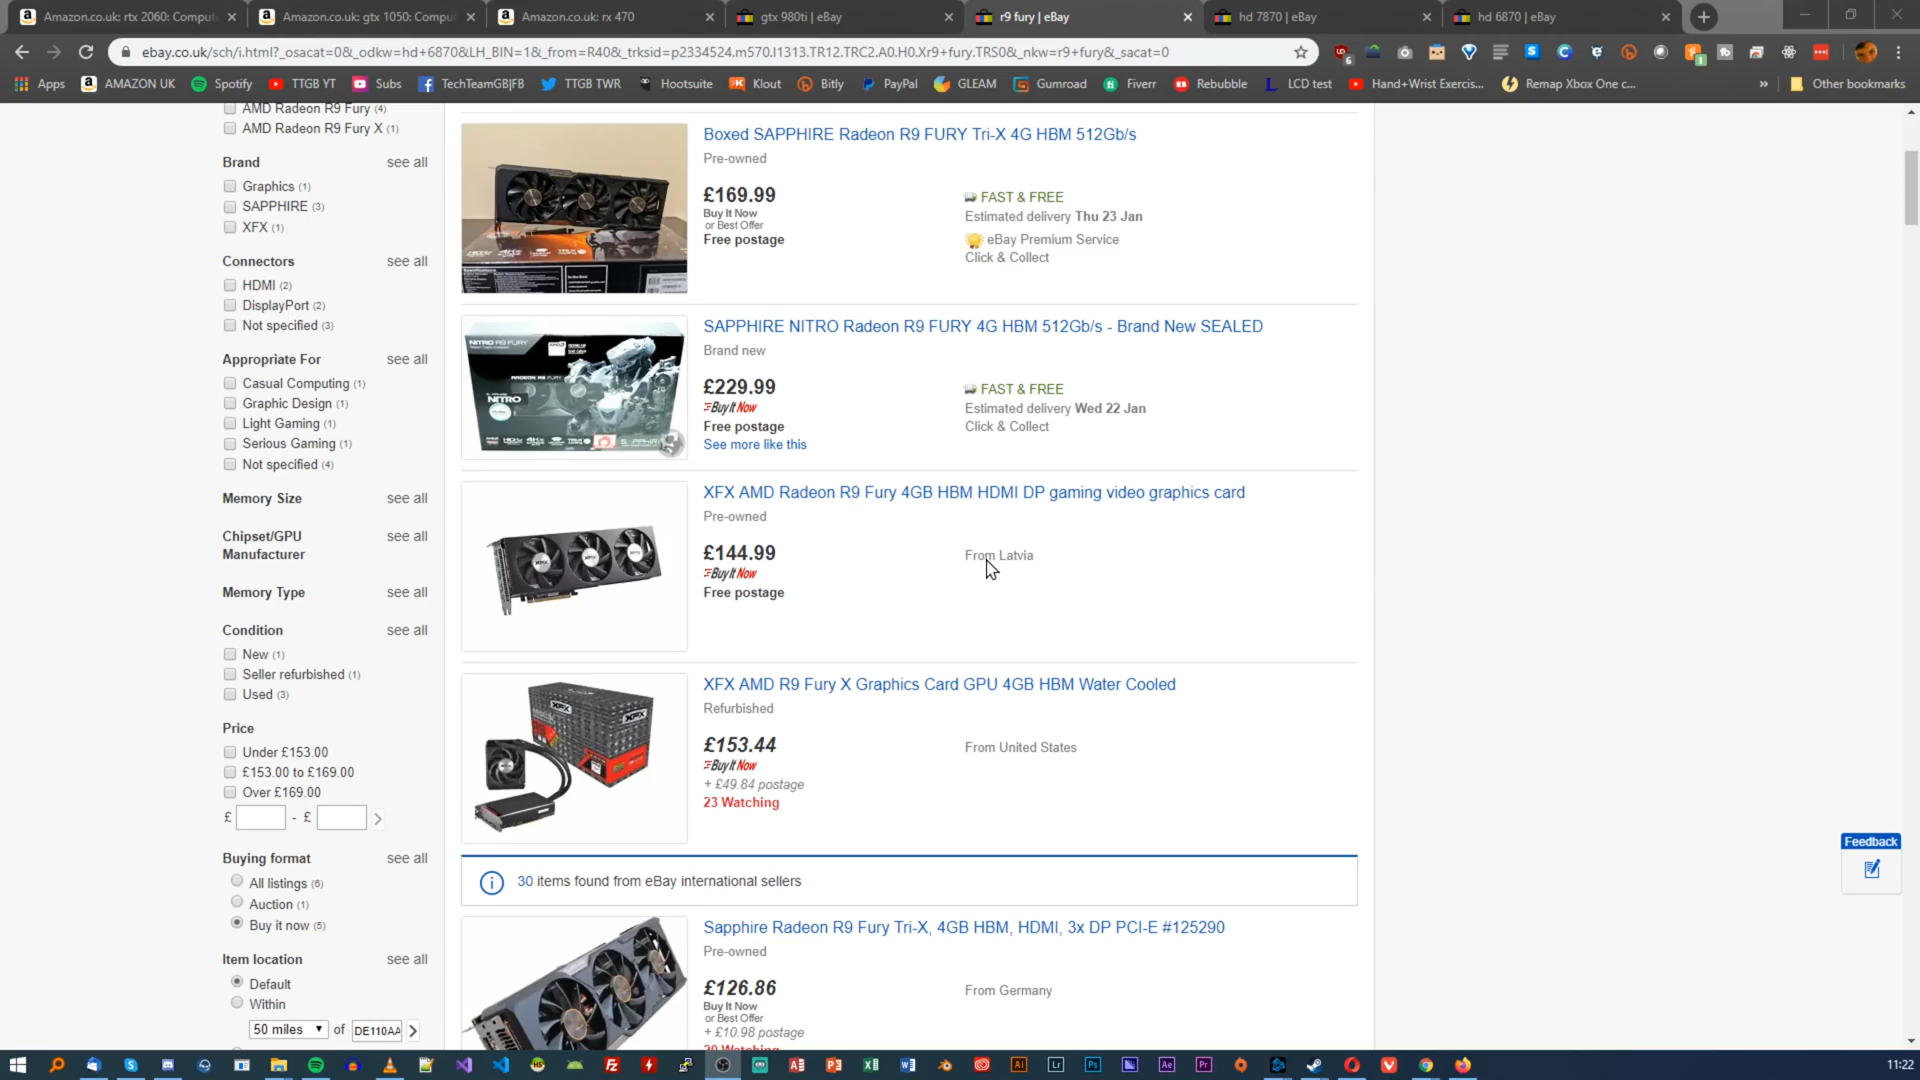 Amazon.co.uk: rtx 2060: Comput
Amazon.co.uk: gtx 1050: Comput
Amazon.co.uk: rx 470
gtx 980ti | eBay
r9 fury | eBay
hd 7870 | eBay
hd 6870 | eBay
ebay.co.uk/sch/i.html?_osacat=0&_odkw=hd+6870&LH_BIN=1&_from=R40&_trksid=p2334524.m570.l1313.TR12.TRC2.A0.H0.Xr9+fury.TRS0&_nkw=r9+fury&_sacat=0
Apps
AMAZON UK
Spotify
TTGB YT
Subs
TechTeamGB|FB
TTGB TWR
Hootsuite
Klout
Bitly
PayPal
GLEAM
Gumroad
Fiverr
Rebubble
LCD test
Hand+Wrist Exercis...
Remap Xbox One c...
Other bookmarks
AMD Radeon R9 Fury (4)
AMD Radeon R9 Fury X (1)
Brand see all
Graphics (1)
SAPPHIRE (3)
XFX (1)
Connectors see all
HDMI (2)
DisplayPort (2)
Not specified (3)
Appropriate For see all
Casual Computing (1)
Graphic Design (1)
Light Gaming (1)
Serious Gaming (1)
Not specified (4)
Memory Size see all
Chipset/GPU see all
Manufacturer
Memory Type see all
Condition see all
New (1)
Seller refurbished (1)
Used (3)
Price
Under £153.00
£153.00 to £169.00
Over £169.00
£ - £
Buying format see all
All listings (6)
Auction (1)
Buy it now (5)
Item location see all
Default
Within
50 miles of DE110AA
Boxed SAPPHIRE Radeon R9 FURY Tri-X 4G HBM 512Gb/s
Pre-owned
£169.99
Buy It Now
or Best Offer
Free postage
FAST & FREE
Estimated delivery Thu 23 Jan
eBay Premium Service
Click & Collect
SAPPHIRE NITRO Radeon R9 FURY 4G HBM 512Gb/s - Brand New SEALED
Brand new
£229.99
Buy It Now
Free postage
See more like this
FAST & FREE
Estimated delivery Wed 22 Jan
Click & Collect
XFX AMD Radeon R9 Fury 4GB HBM HDMI DP gaming video graphics card
Pre-owned
£144.99
Buy It Now
Free postage
From Latvia
XFX AMD R9 Fury X Graphics Card GPU 4GB HBM Water Cooled
Refurbished
£153.44
Buy It Now
+ £49.84 postage
23 Watching
From United States
30 items found from eBay international sellers
Sapphire Radeon R9 Fury Tri-X, 4GB HBM, HDMI, 3x DP PCI-E #125290
Pre-owned
£126.86
Buy It Now
or Best Offer
+ £10.98 postage
From Germany
Feedback
11:22